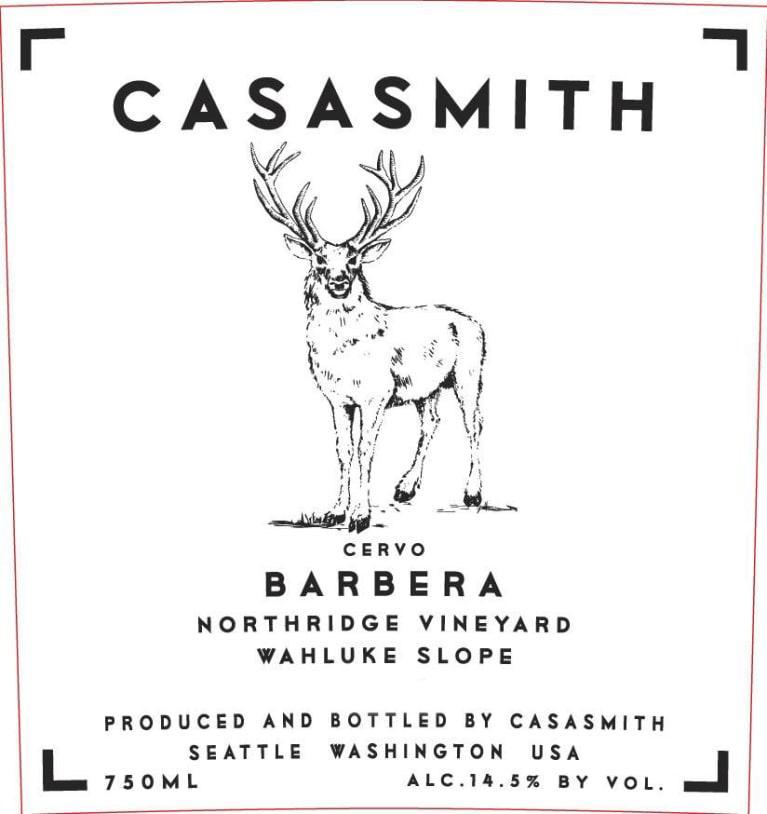 CASASMITH
CERVO
BARBERA
NORTHRIDGE VINEYARD
WAHLUKE SLOPE
PRODUCED AND BOTTLED BY CASASMITH
SEATTLE WASHINGTON USA
750ML ALC.14.5% BY VOL.